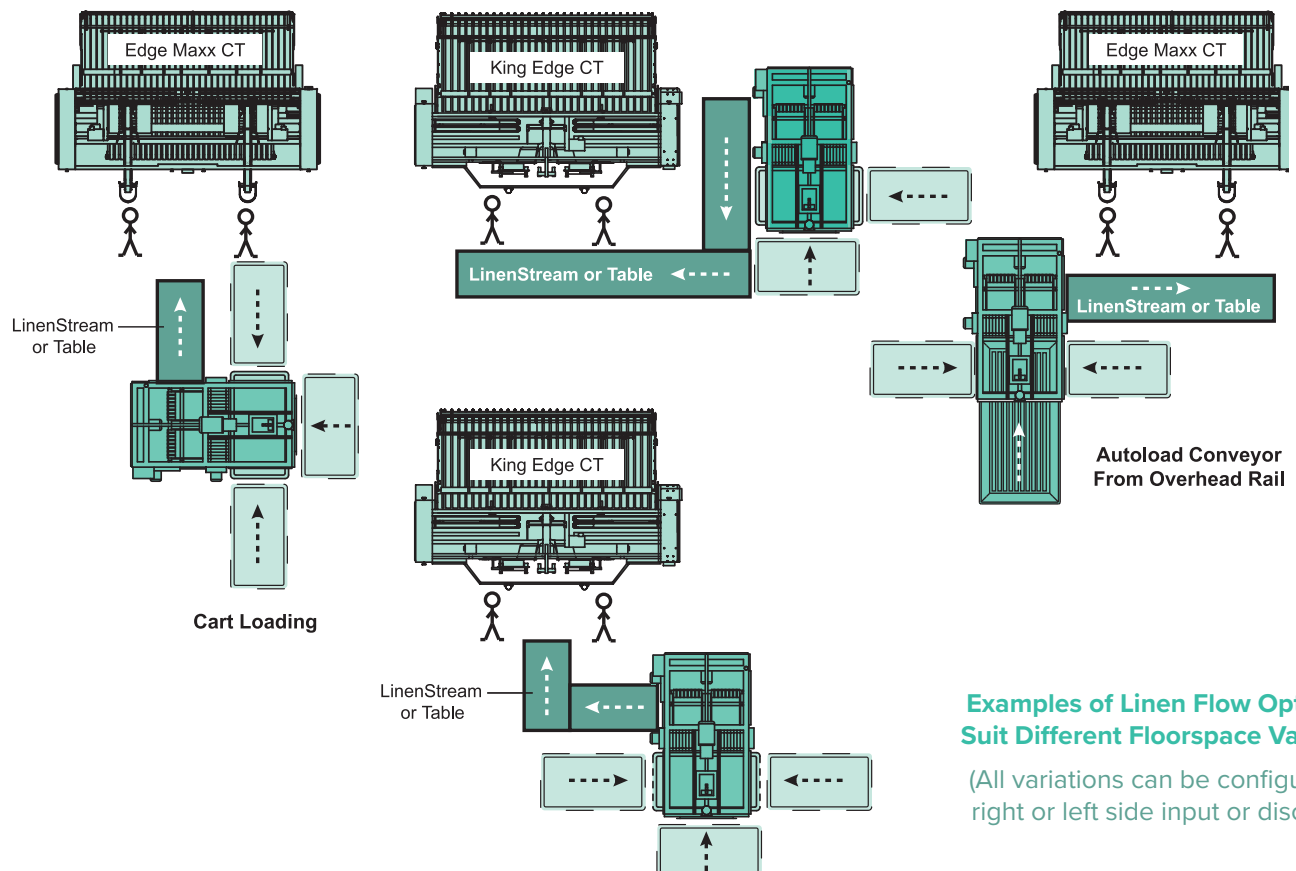 Edge Maxx CT
King Edge CT
Edge Maxx CT
LinenStream or Table
LinenStream
or Table
LinenStream or Table
Autoload Conveyor
From Overhead Rail
King Edge CT
Cart Loading
LinenStream
or Table
Examples of Linen Flow
Suit Different Floorspace
(All variations can be
right or left side input or